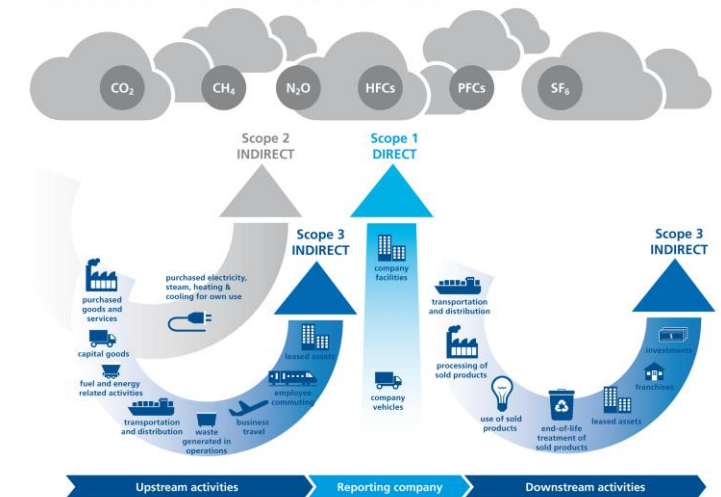 CO₂
CH₄
N₂O
HFCs
PFCs
SF₆
Scope 2
INDIRECT
Scope 1
DIRECT
Scope 3
INDIRECT
Scope 3
INDIRECT
purchased
goods and
services
capital goods
fuel and energy
related activities
transportation
and distribution
waste
generated in
operations
business
travel
employee
commuting
leased assets
purchased electricity,
steam, heating &
cooling for own use
company
facilities
company
vehicles
transportation
and distribution
processing of
sold products
use of sold
products
end-of-life
treatment of
sold products
leased assets
franchises
investments
Upstream activities
Reporting company
Downstream activities